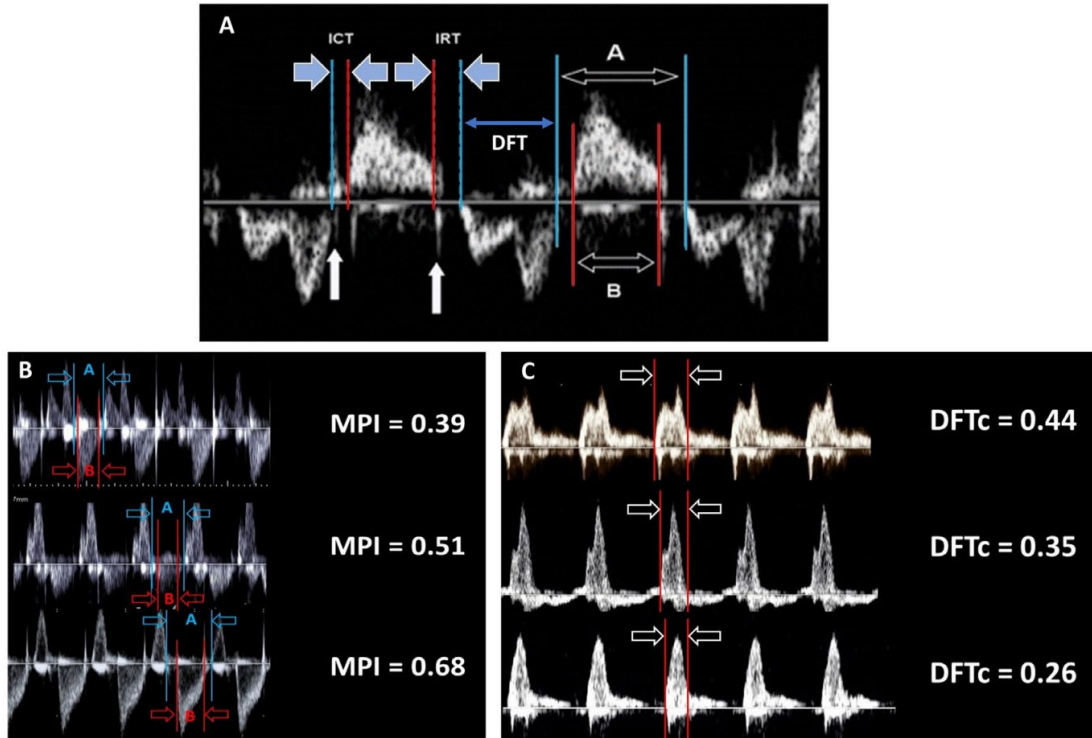 A
ICT
IRT
A
DFT
B
B
A
B
MPI = 0.39
7mm
A
B
MPI = 0.51
A
B
MPI = 0.68
C
DFTc = 0.44
DFTc = 0.35
DFTc = 0.26